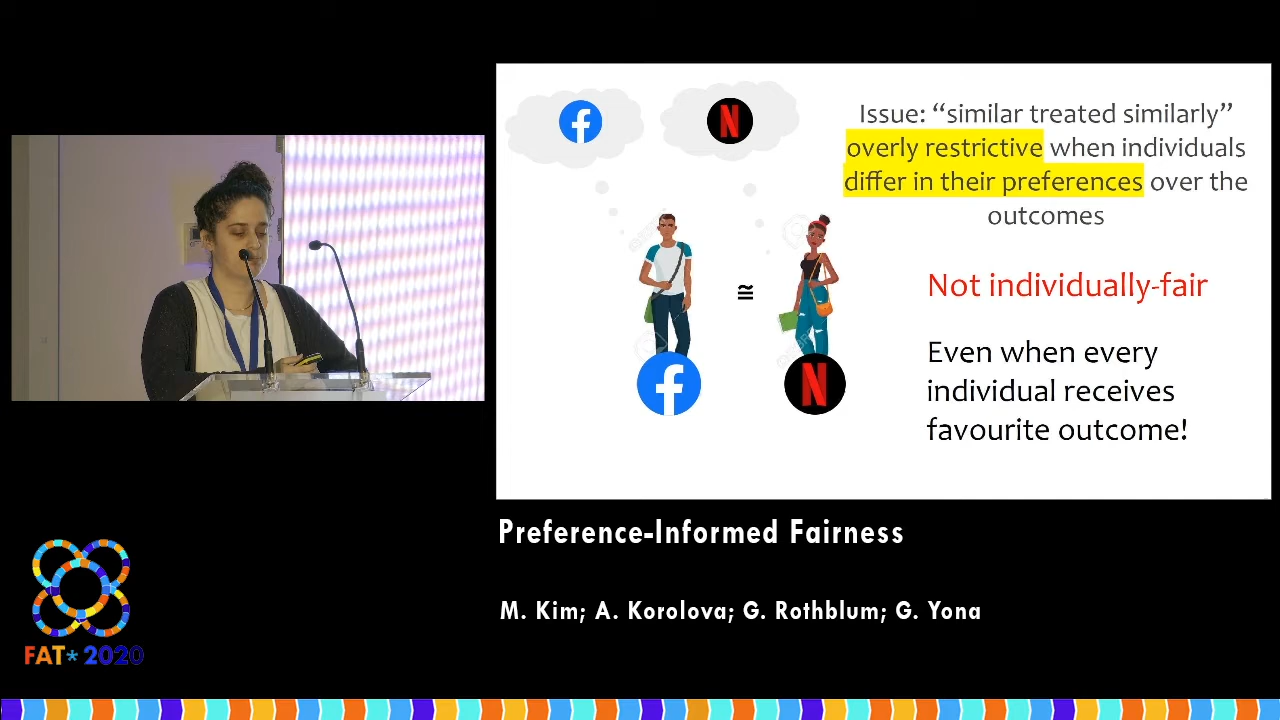 Issue: “similar treated similarly”
overly restrictive when individuals
differ in their preferences over the
outcomes
≅
Not individually-fair
Even when every
individual receives
favourite outcome!
Preference-Informed Fairness
M. Kim; A. Korolova; G. Rothblum; G. Yona
FAT* 2020